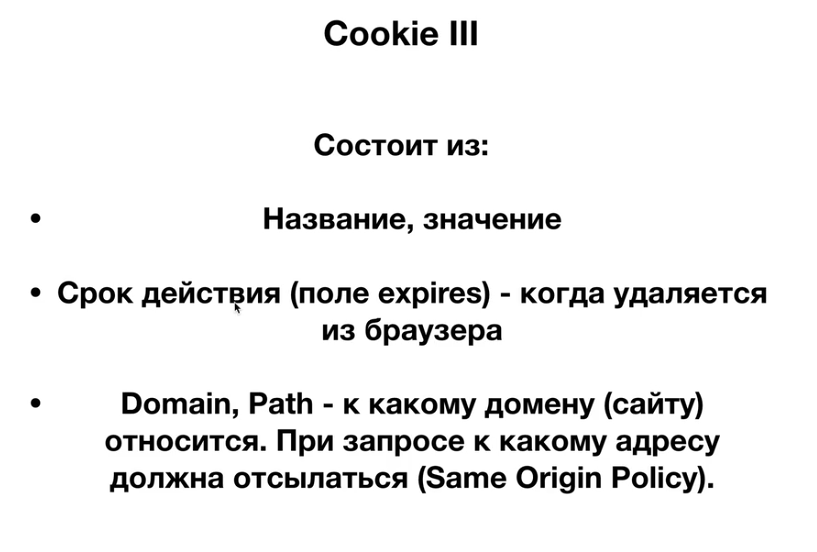 Cookie III
Состоит из:
• Название, значение
• Срок действия (поле expires) - когда удаляется
из браузера
• Domain, Path - к какому домену (сайту)
относится. При запросе к какому адресу
должна отсылаться (Same Origin Policy).